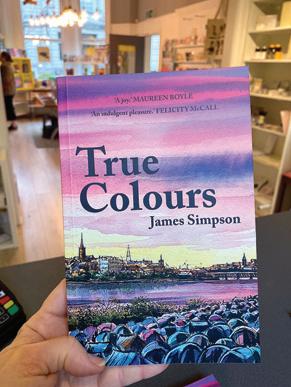 'A joy.' MAUREEN BOYLE
'An indulgent pleasure.' FELICITY McCALL
True
Colours
James Simpson